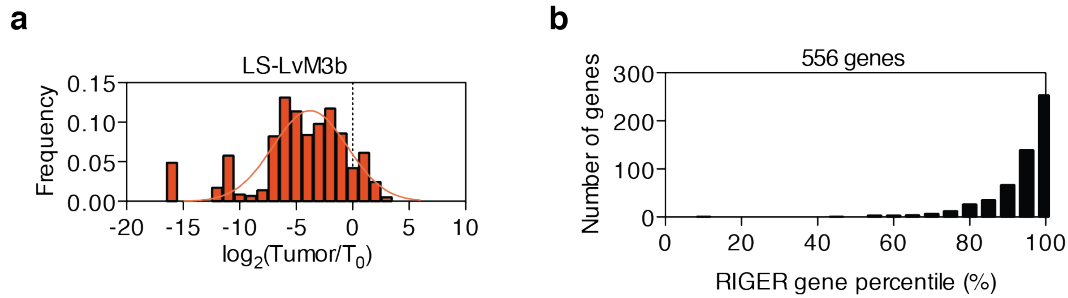 a
LS-LvM3b
Frequency
0.15
0.10
0.05
0.00
-20 -15 -10 -5 0 5 10
log2(Tumor/T0)
b
556 genes
Number of genes
300
200
100
0
0 20 40 60 80 100
RIGER gene percentile (%)